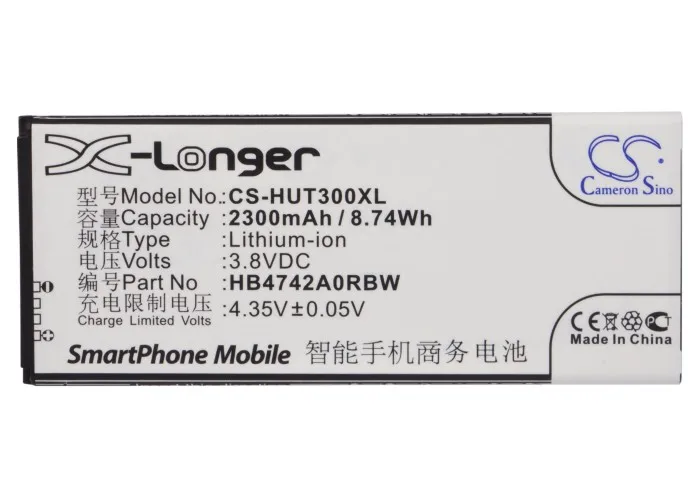 X-Longer
型号Model No.: CS-HUT300XL
容量Capacity: 2300mAh / 8.74Wh
规格Type: Lithium-ion
电压Volts: 3.8VDC
编号Part No: HB4742A0RBW
充电限制电压
Charge Limited Volts: 4.35V±0.05V
SmartPhone Mobile 智能手机商务电池
CS
Cameron Sino
CE PCT
Made In China